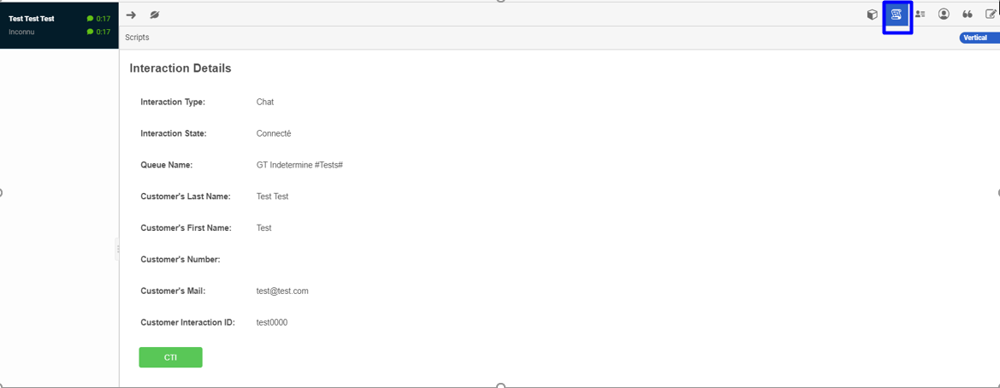 Test Test Test 0:17
Inconnu 0:17
Scripts
Vertical
Interaction Details
Interaction Type: Chat
Interaction State: Connecté
Queue Name: GT Indetermine #Tests#
Customer's Last Name: Test Test
Customer's First Name: Test
Customer's Number:
Customer's Mail: test@test.com
Customer Interaction ID: test0000
CTI